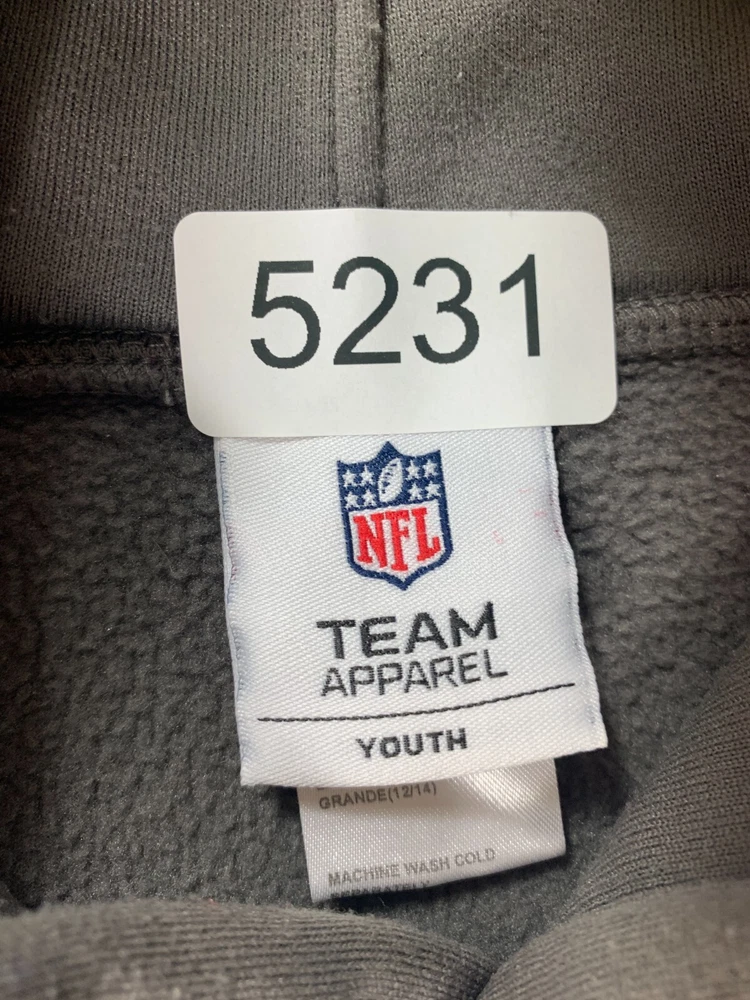 5231
NFL
TEAM
APPAREL
YOUTH
GRANDE(12/14)
MACHINE WASH COLD